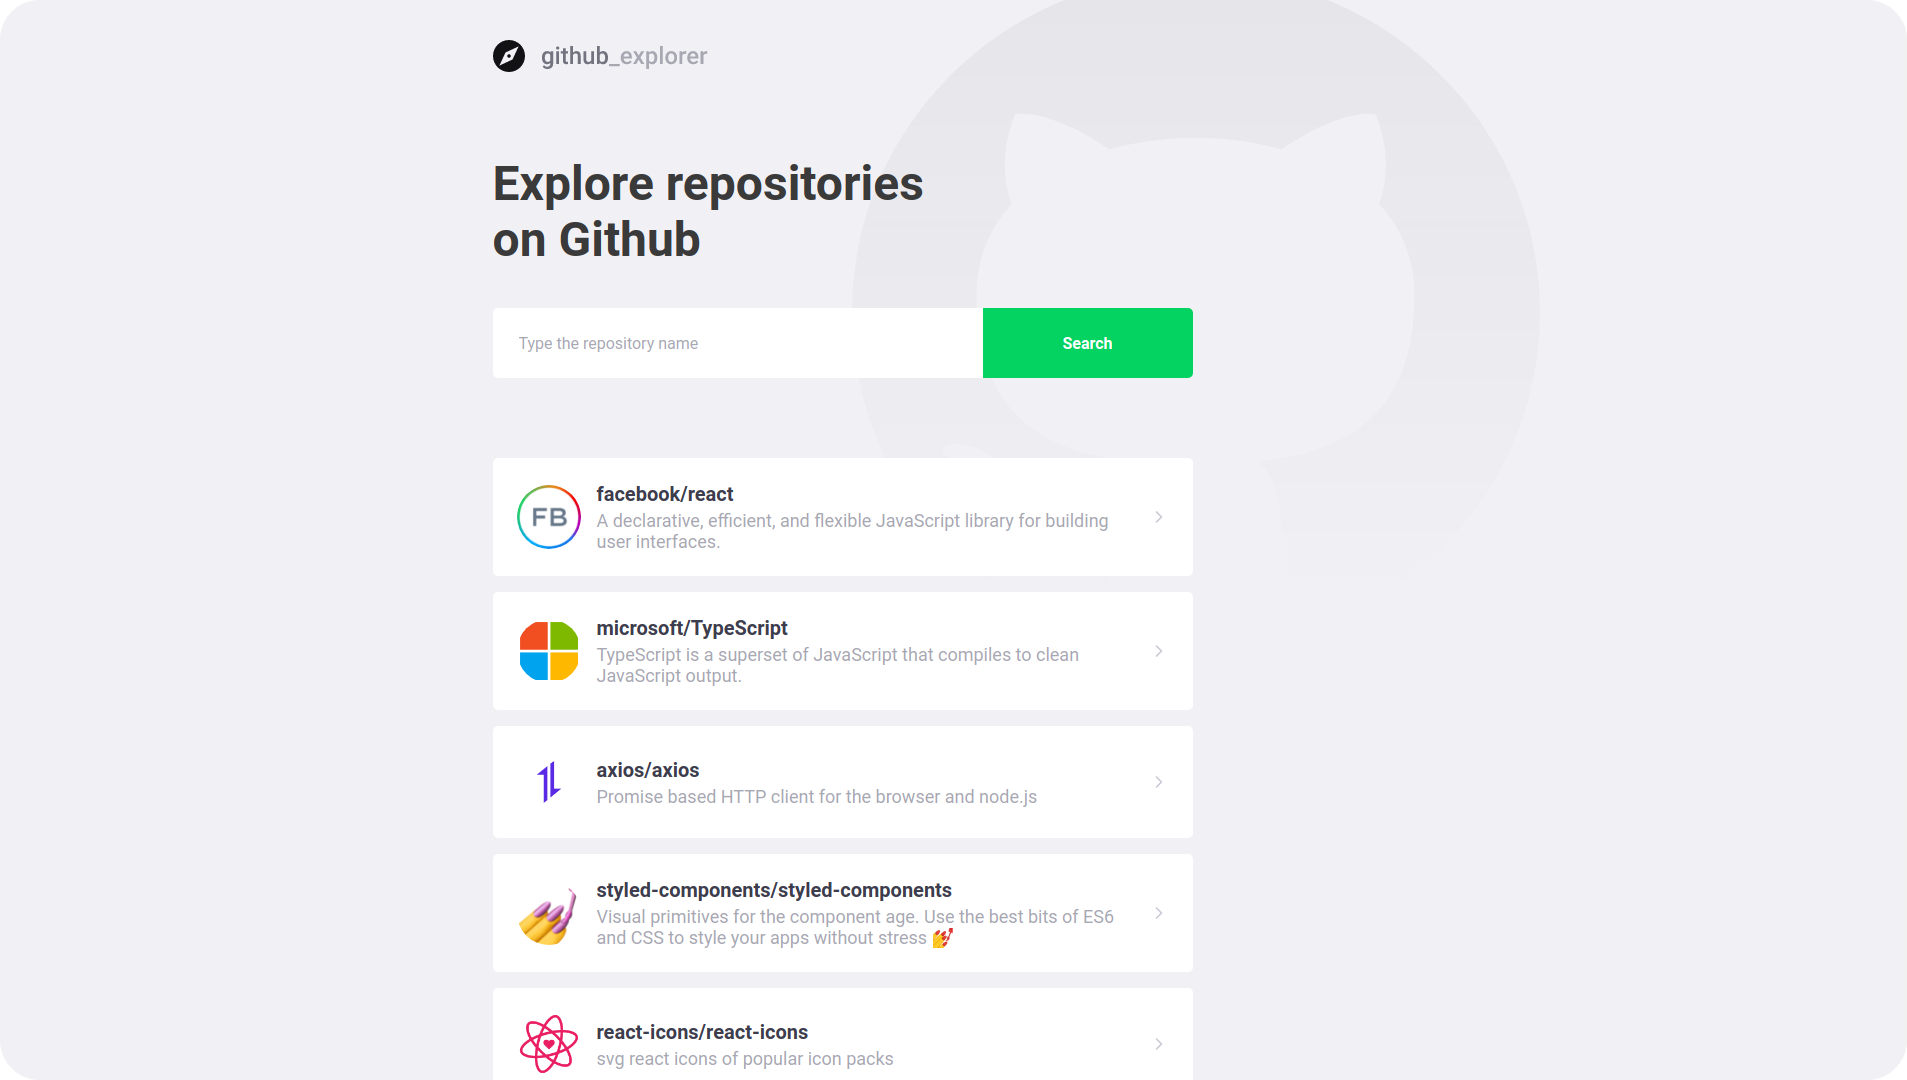 github_explorer
Explore repositories
on Github
Type the repository name
Search
FB
facebook/react
A declarative, efficient, and flexible JavaScript library for building
user interfaces.
microsoft/TypeScript
TypeScript is a superset of JavaScript that compiles to clean
JavaScript output.
axios/axios
Promise based HTTP client for the browser and node.js
styled-components/styled-components
Visual primitives for the component age. Use the best bits of ES6
and CSS to style your apps without stress 💅
react-icons/react-icons
svg react icons of popular icon packs